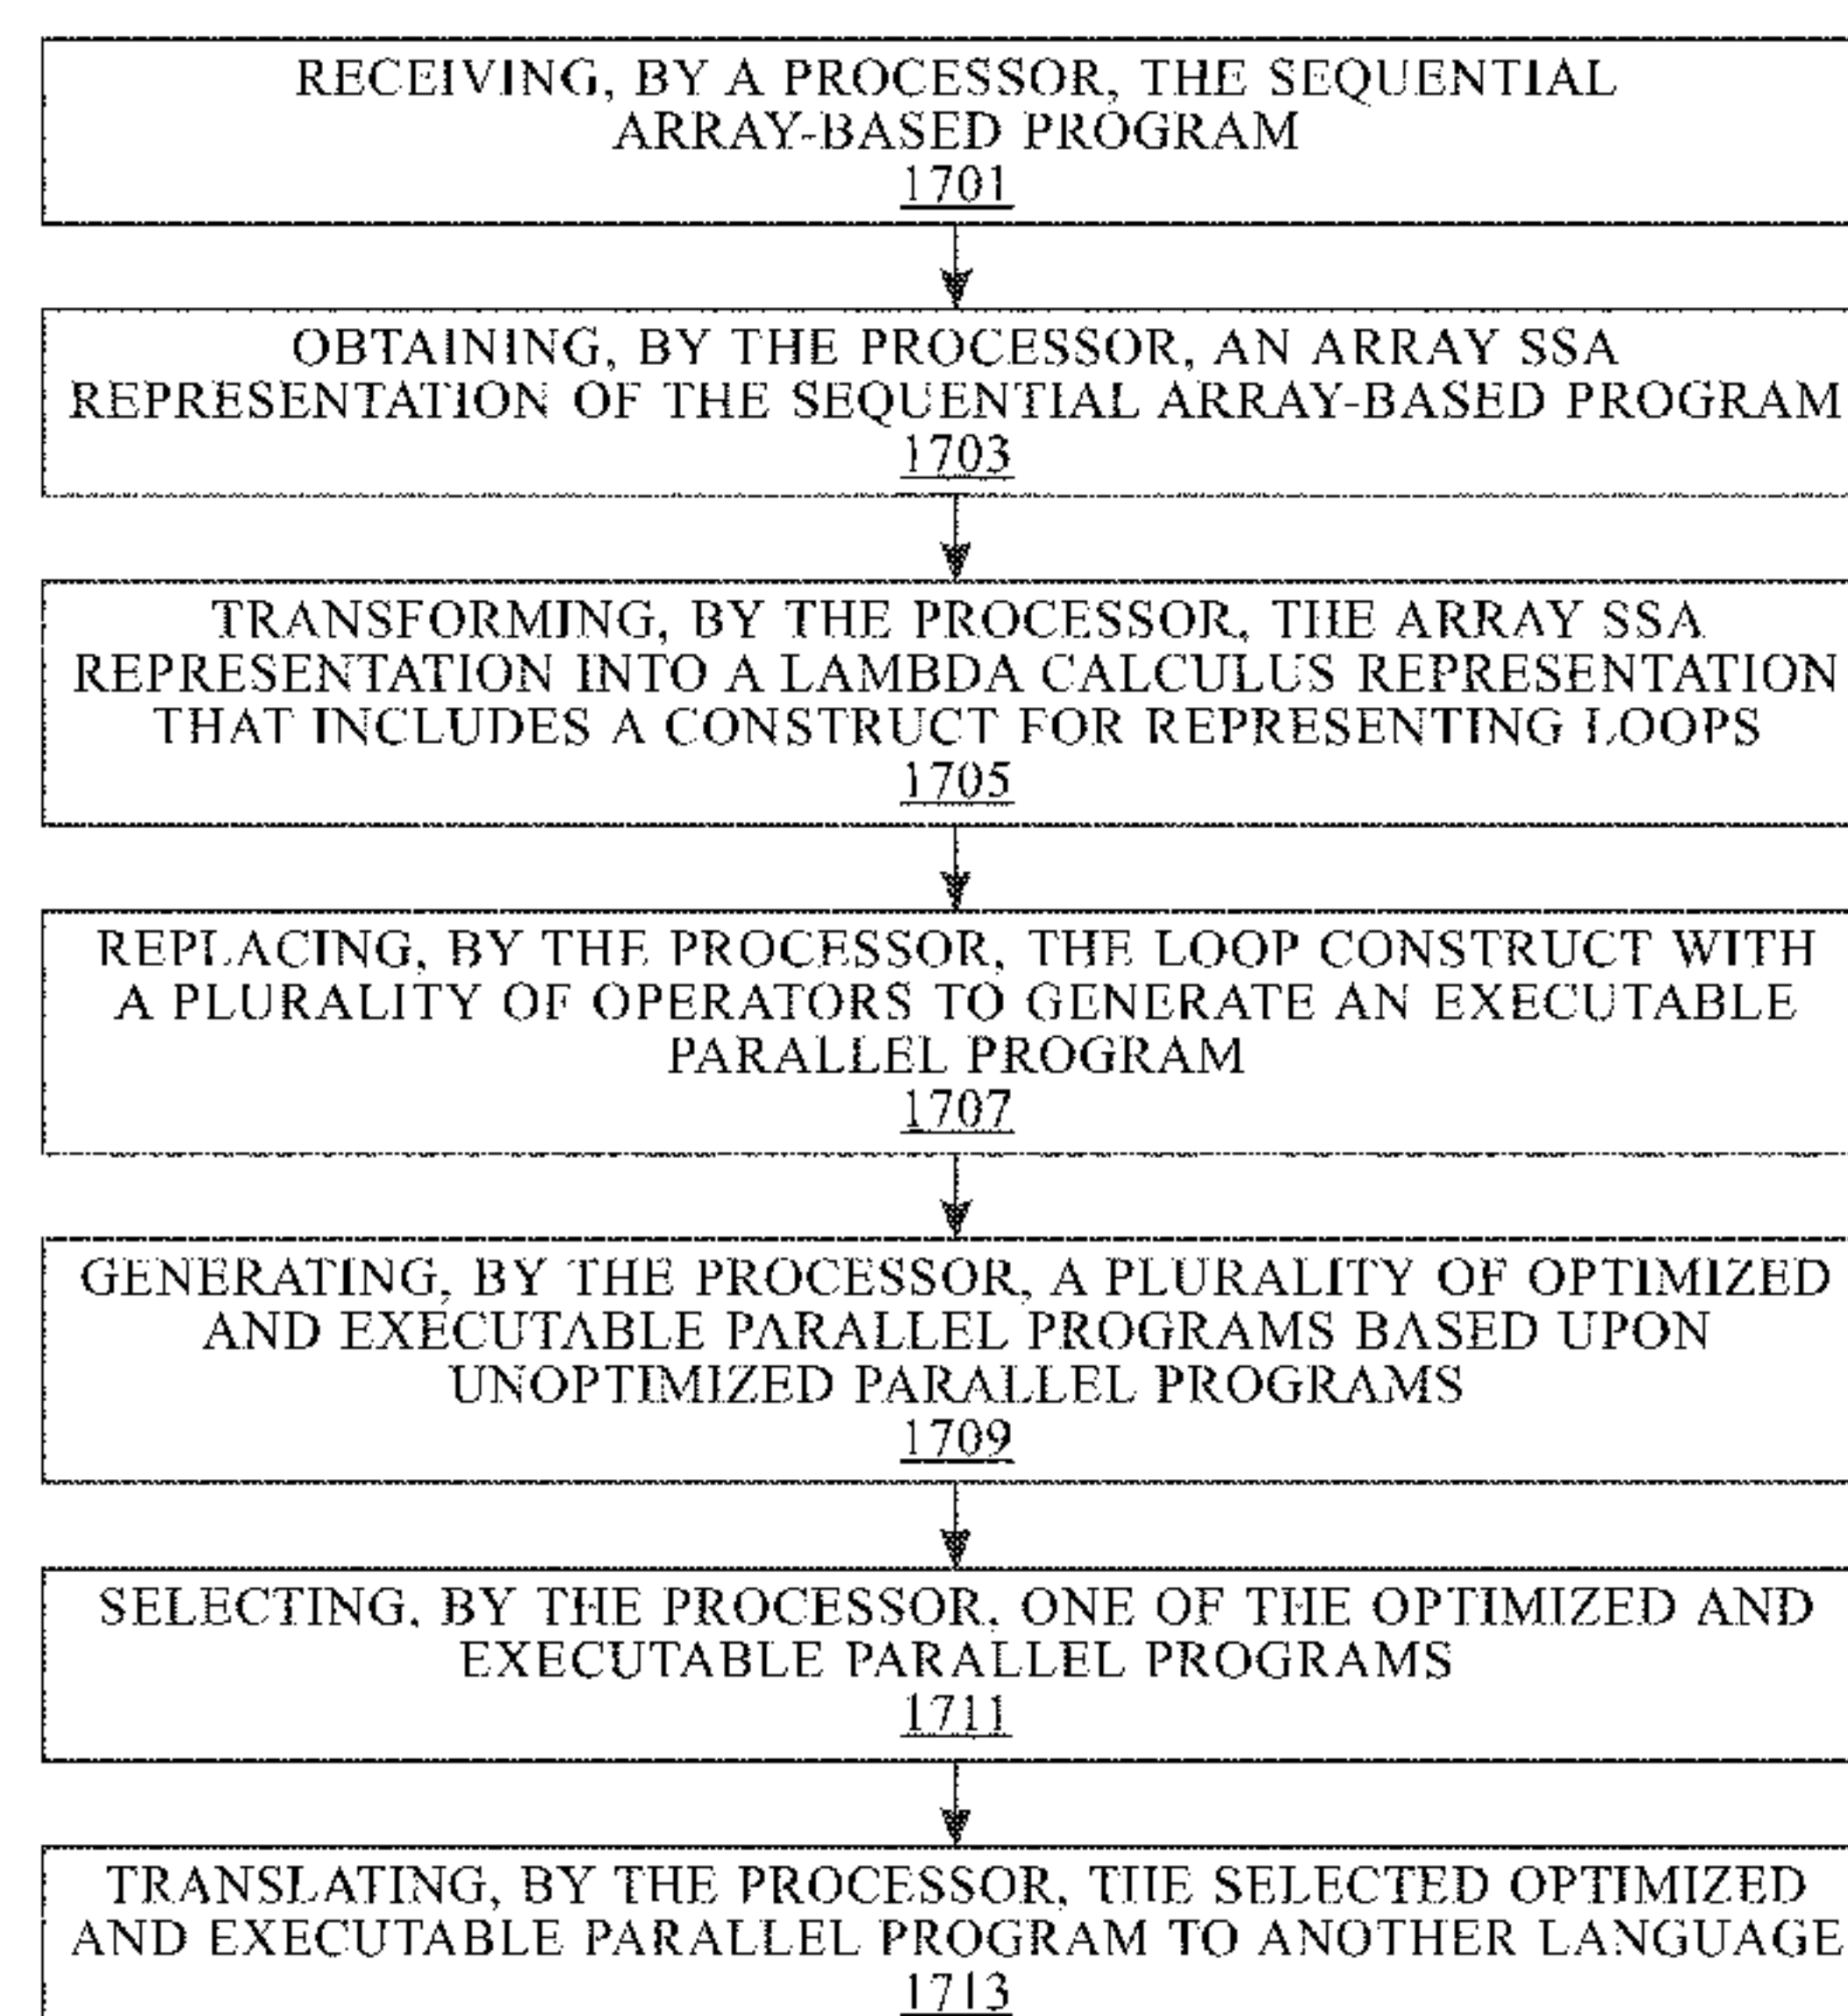 RECEIVING, BY A PROCESSOR, THE SEQUENTIAL
ARRAY-BASED PROGRAM
1701
OBTAINING, BY THE PROCESSOR, AN ARRAY SSA
REPRESENTATION OF THE SEQUENTIAL ARRAY-BASED PROGRAM
1703
TRANSFORMING, BY THE PROCESSOR, THE ARRAY SSA
REPRESENTATION INTO A LAMBDA CALCULUS REPRESENTATION
THAT INCLUDES A CONSTRUCT FOR REPRESENTING LOOPS
1705
REPLACING, BY THE PROCESSOR, THE LOOP CONSTRUCT WITH
A PLURALITY OF OPERATORS TO GENERATE AN EXECUTABLE
PARALLEL PROGRAM
1707
GENERATING, BY THE PROCESSOR, A PLURALITY OF OPTIMIZED
AND EXECUTABLE PARALLEL PROGRAMS BASED UPON
UNOPTIMIZED PARALLEL PROGRAMS
1709
SELECTING, BY THE PROCESSOR, ONE OF THE OPTIMIZED AND
EXECUTABLE PARALLEL PROGRAMS
1711
TRANSLATING, BY THE PROCESSOR, THE SELECTED OPTIMIZED
AND EXECUTABLE PARALLEL PROGRAM TO ANOTHER LANGUAGE
1713